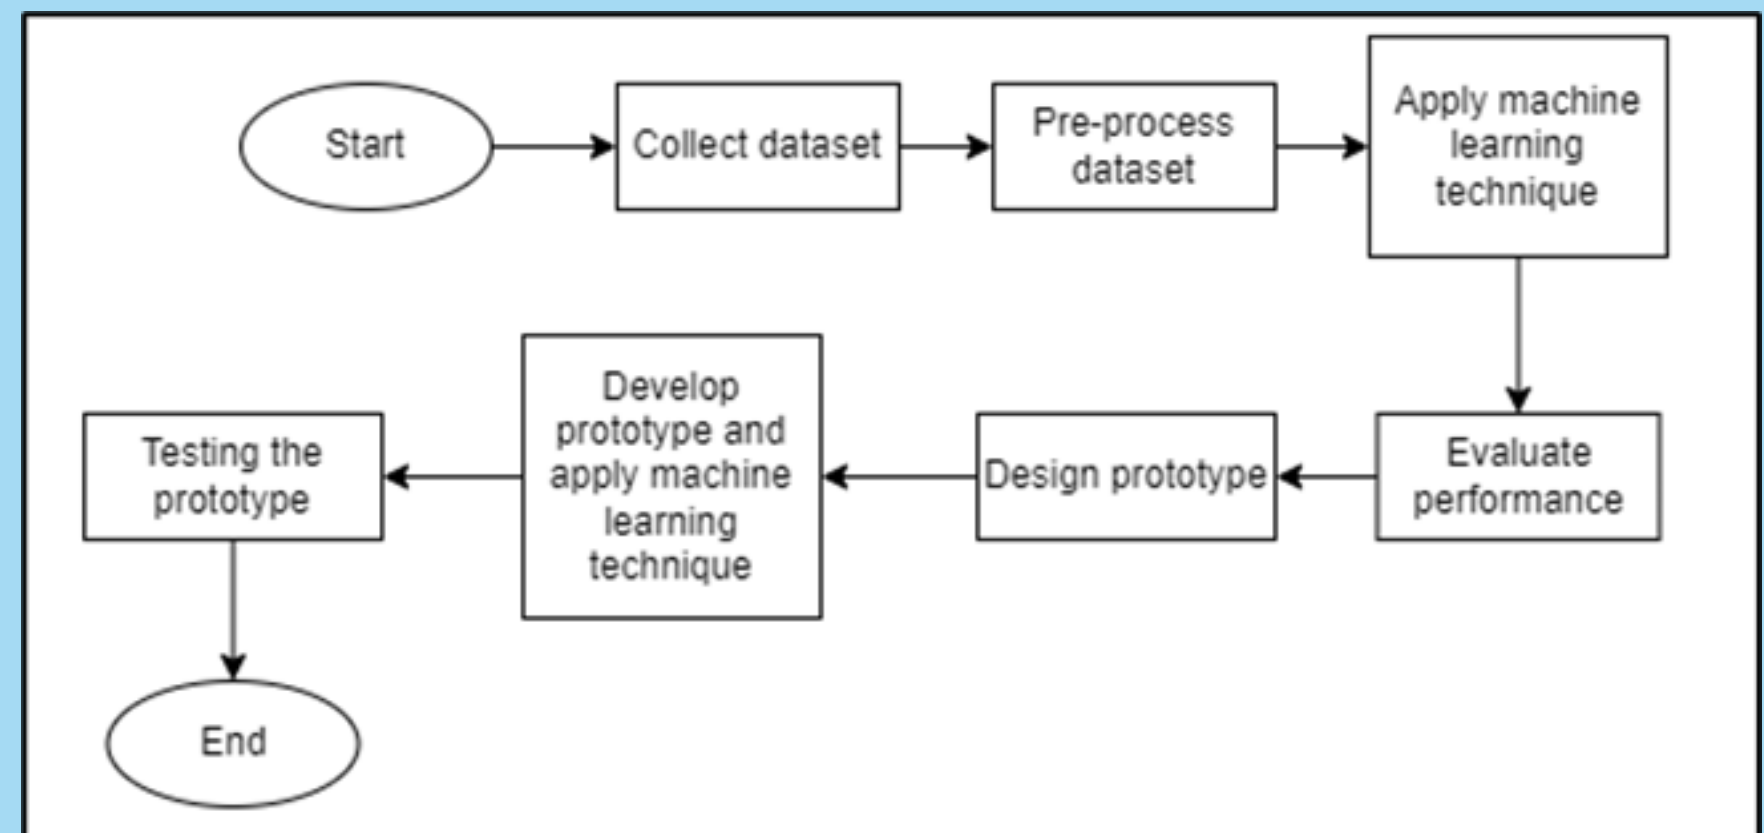 Start
Collect dataset
Pre-process
dataset
Apply machine
learning
technique
Evaluate
performance
Design prototype
Develop
prototype and
apply machine
learning
technique
Testing the
prototype
End